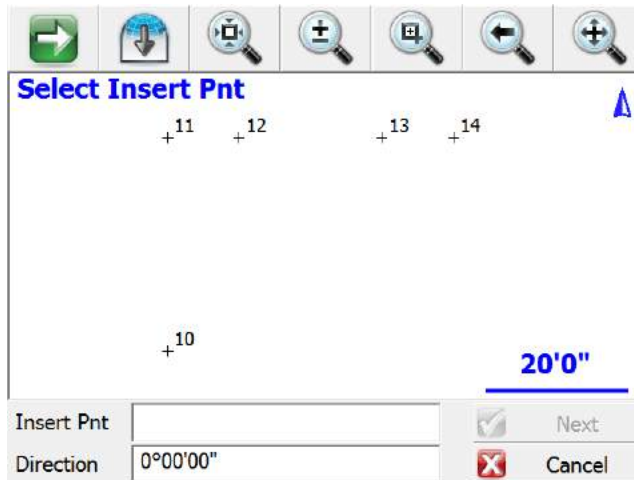 Select Insert Pnt
11 12 13 14
10
20'0"
Insert Pnt Next
Direction 0°00'00" Cancel